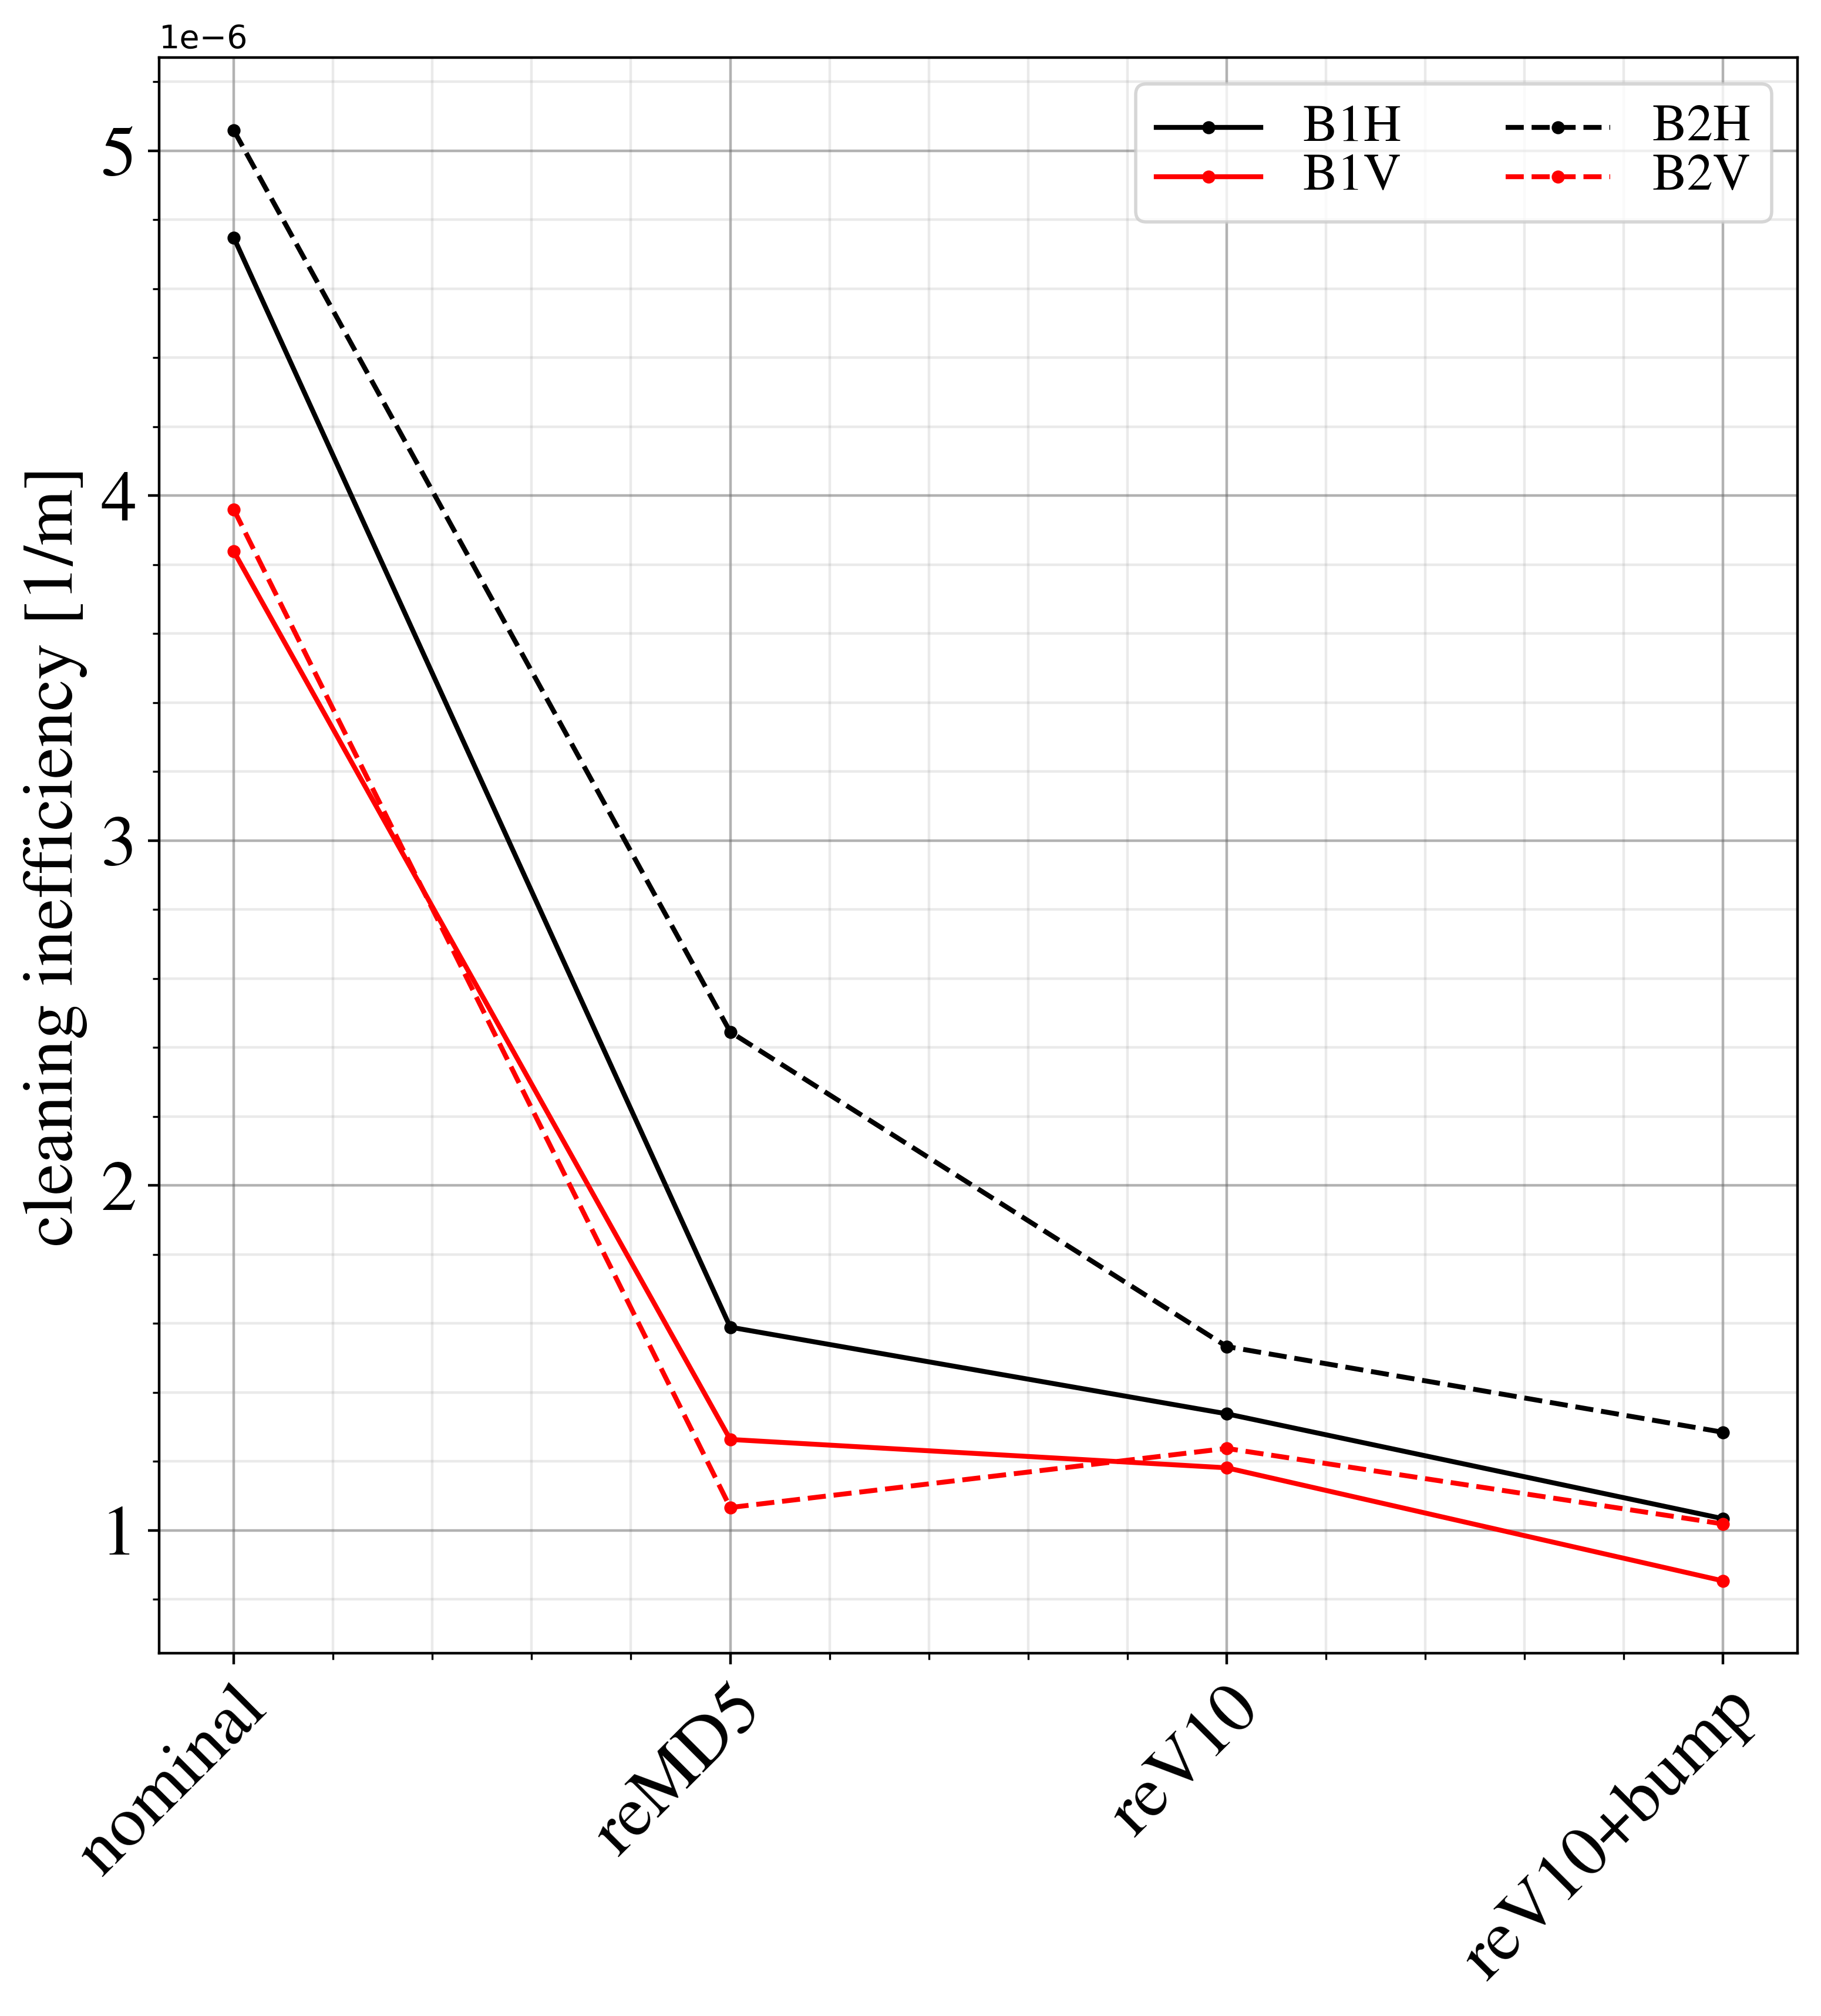 1e−6
B1H
B2H
B1V
B2V
5
4
3
2
1
cleaning inefficiency [1/m]
nominal
reMD5
reV10
reV10+bump